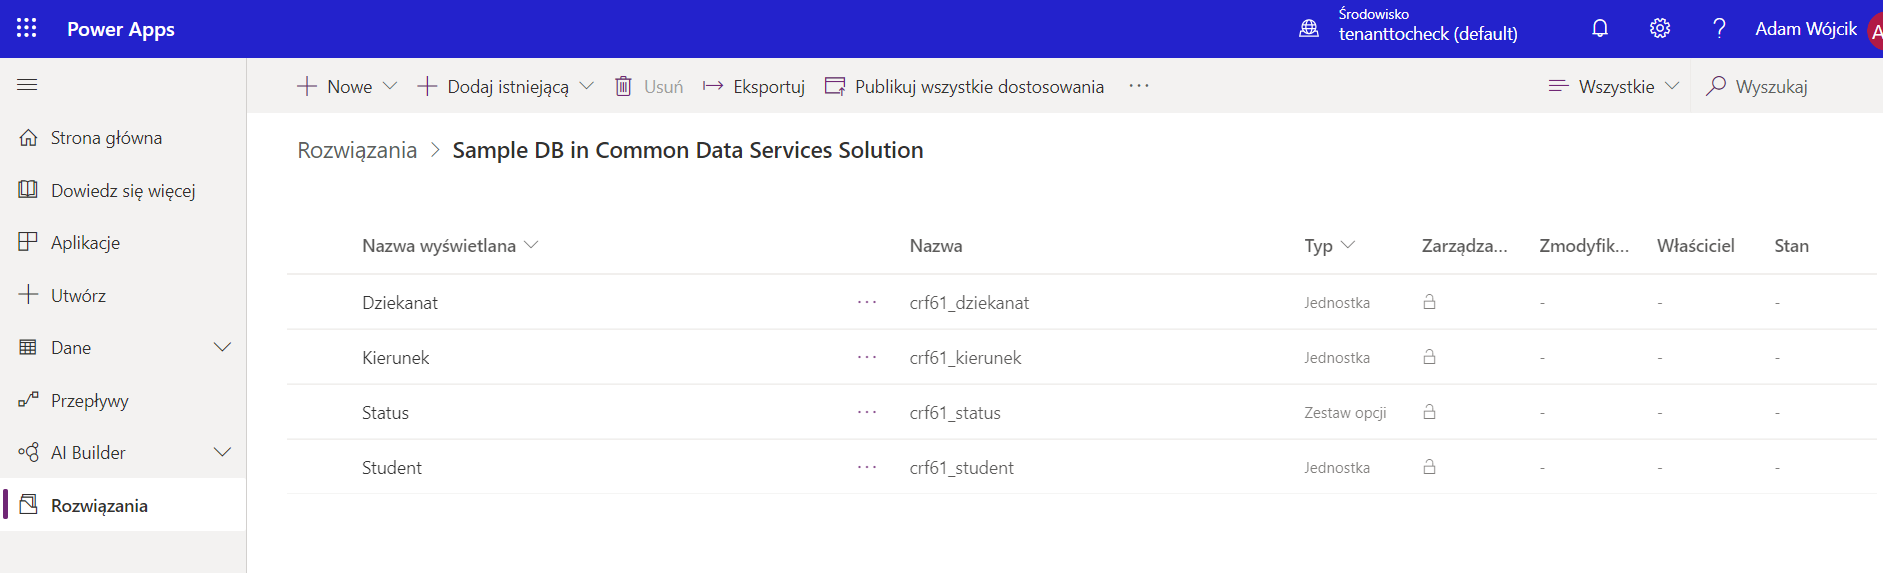 Power Apps
Środowisko
tenanttocheck (default)
Adam Wójcik
A
Nowe
Dodaj istniejącą
Usuń
Eksportuj
Publikuj wszystkie dostosowania
...
Wszystkie
Wyszukaj
Strona główna
Dowiedz się więcej
Aplikacje
Utwórz
Dane
Przepływy
AI Builder
Rozwiązania
Rozwiązania > Sample DB in Common Data Services Solution
Nazwa wyświetlana Nazwa Typ Zarządza... Zmodyfik... Właściciel Stan
Dziekanat ... crf61_dziekanat Jednostka - - -
Kierunek ... crf61_kierunek Jednostka - - -
Status ... crf61_status Zestaw opcji - - -
Student ... crf61_student Jednostka - - -